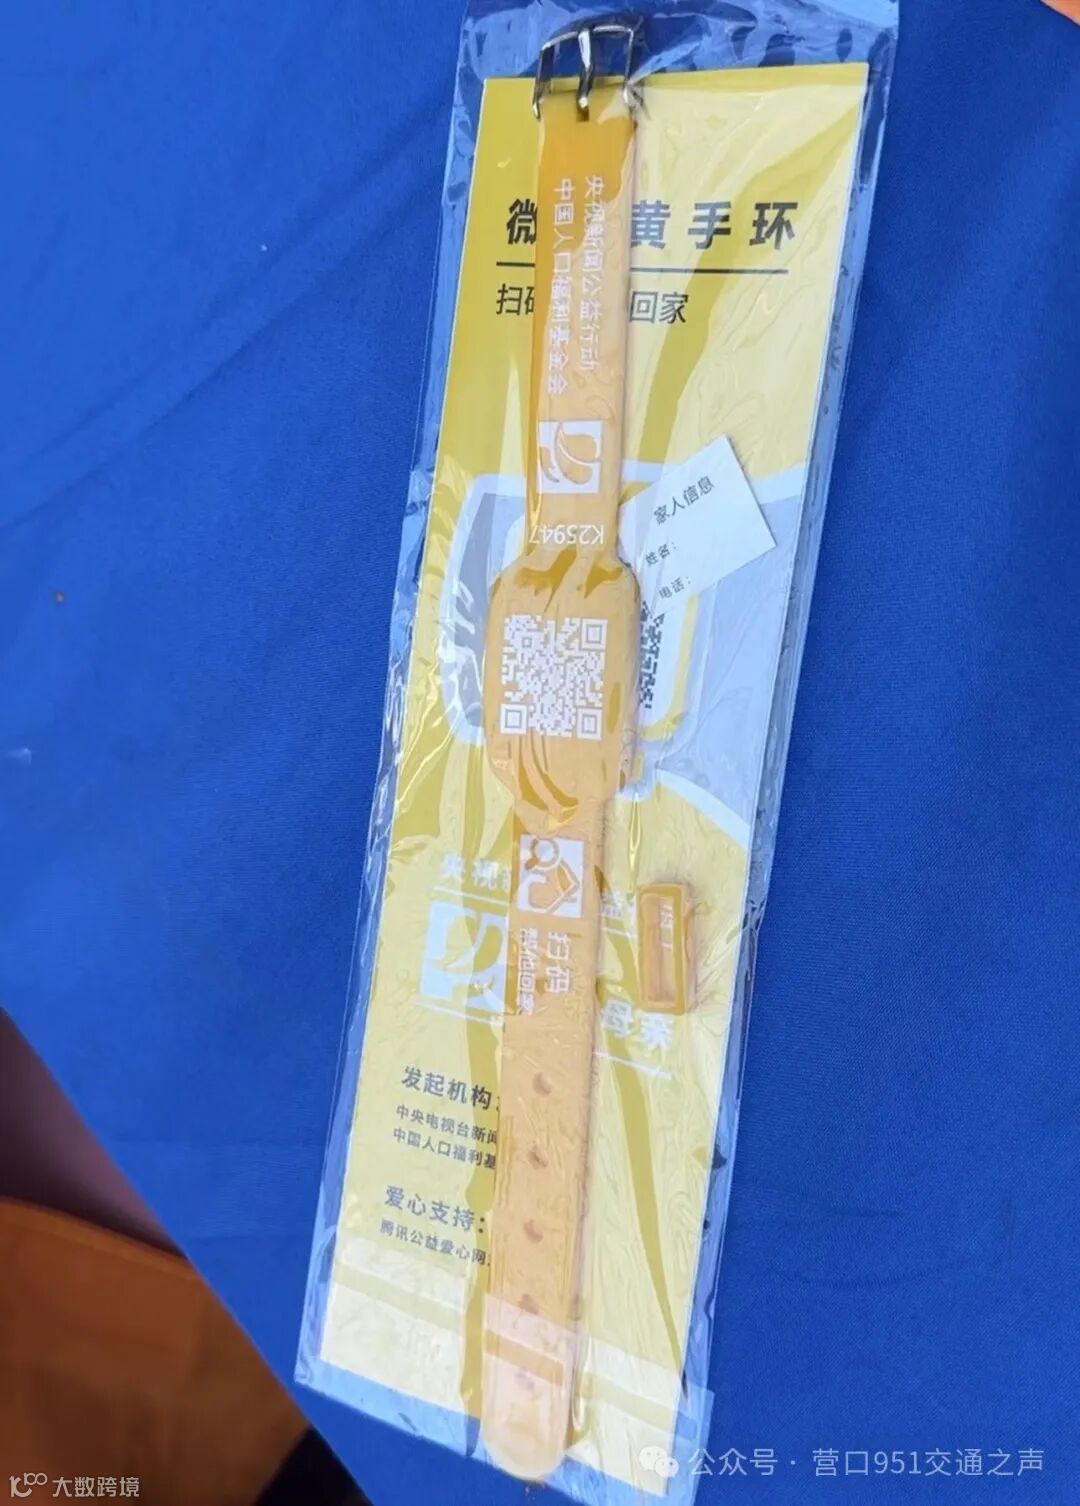 微
黄手环
扫码
回家
央视新闻公益行动
中国人口福利基金会
K25947
家人信息
姓名：
电话：
央视新
益
扫码
帮他回家
母亲
发起机构：
中央电视台新闻
中国人口福利基
爱心支持：
腾讯公益爱心网
公众号·营口951交通之声
大数跨境